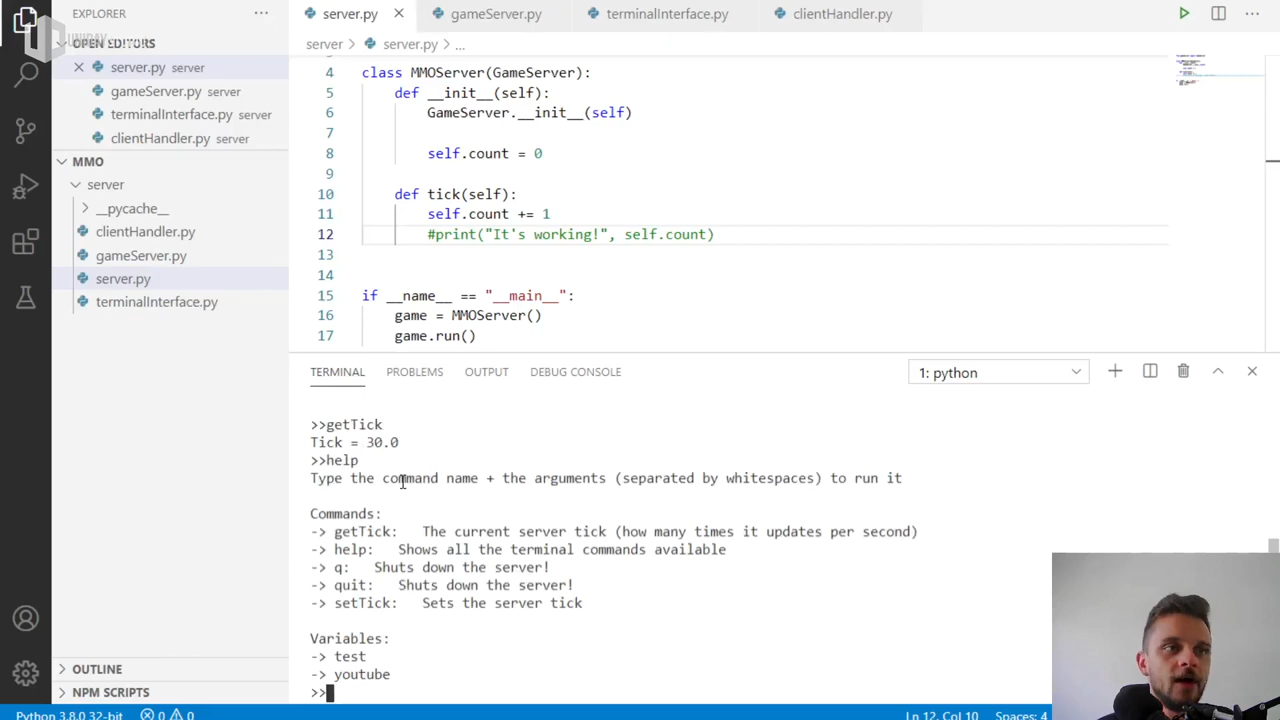 EXPLORER
OPEN EDITORS
server.py server
gameServer.py server
terminalInterface.py server
clientHandler.py server
MMO
server
__pycache__
clientHandler.py
gameServer.py
server.py
terminalInterface.py
OUTLINE
NPM SCRIPTS
server.py
gameServer.py
terminalInterface.py
clientHandler.py
server > server.py > ...
4 class MMOServer(GameServer):
5 def __init__(self):
6 GameServer.__init__(self)
7
8 self.count = 0
9
10 def tick(self):
11 self.count += 1
12 #print("It's working!", self.count)
13
14
15 if __name__ == "__main__":
16 game = MMOServer()
17 game.run()
TERMINAL PROBLEMS OUTPUT DEBUG CONSOLE 1: python
>>getTick
Tick = 30.0
>>help
Type the command name + the arguments (separated by whitespaces) to run it
Commands:
-> getTick: The current server tick (how many times it updates per second)
-> help: Shows all the terminal commands available
-> q: Shuts down the server!
-> quit: Shuts down the server!
-> setTick: Sets the server tick
Variables:
-> test
-> youtube
>>
Python 3.8.0 32-bit 0 0 Ln 12, Col 10 Spaces: 4